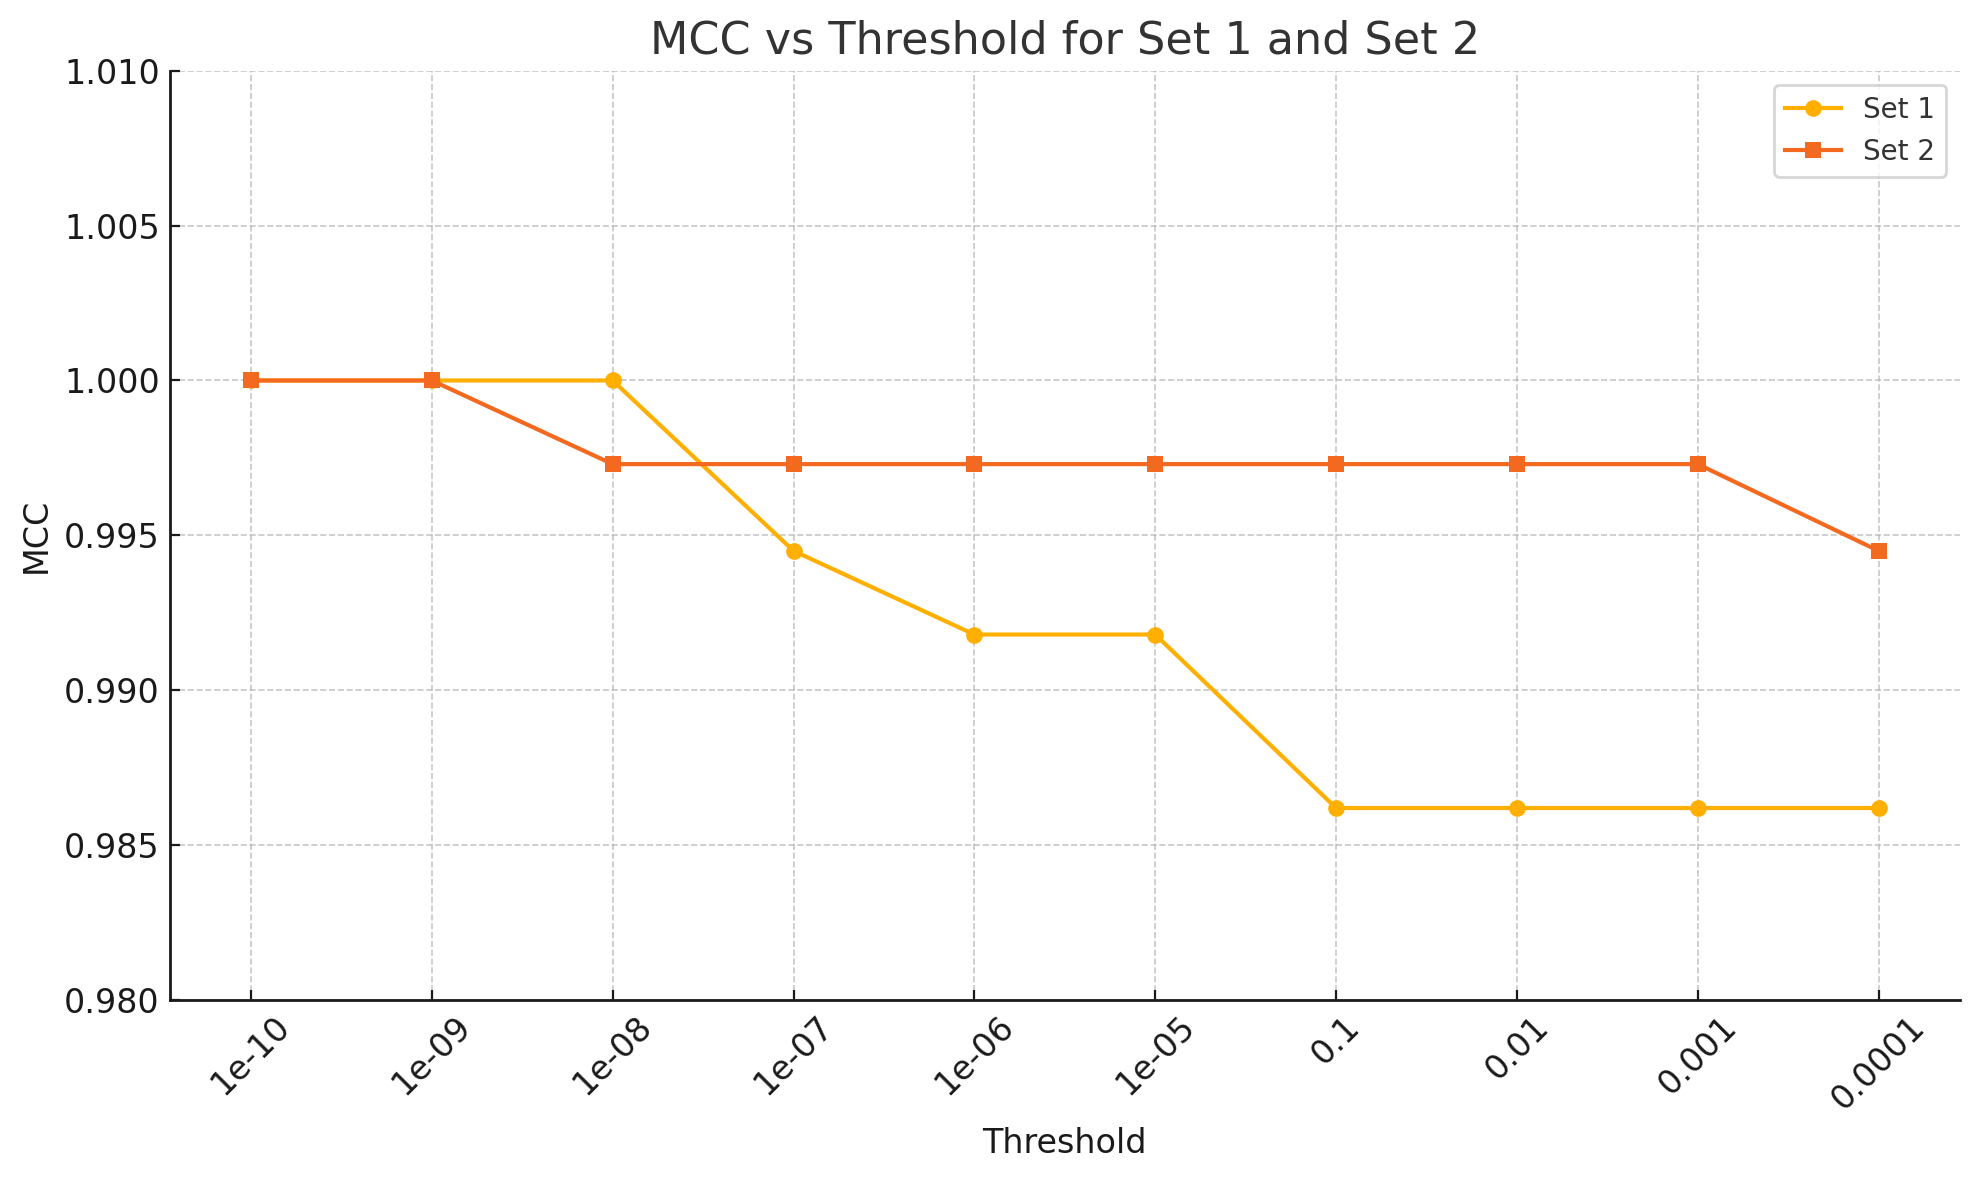 MCC vs Threshold for Set 1 and Set 2
Set 1
Set 2
MCC
1.010
1.005
1.000
0.995
0.990
0.985
0.980
1e-10
1e-09
1e-08
1e-07
1e-06
1e-05
0.1
0.01
0.001
0.0001
Threshold